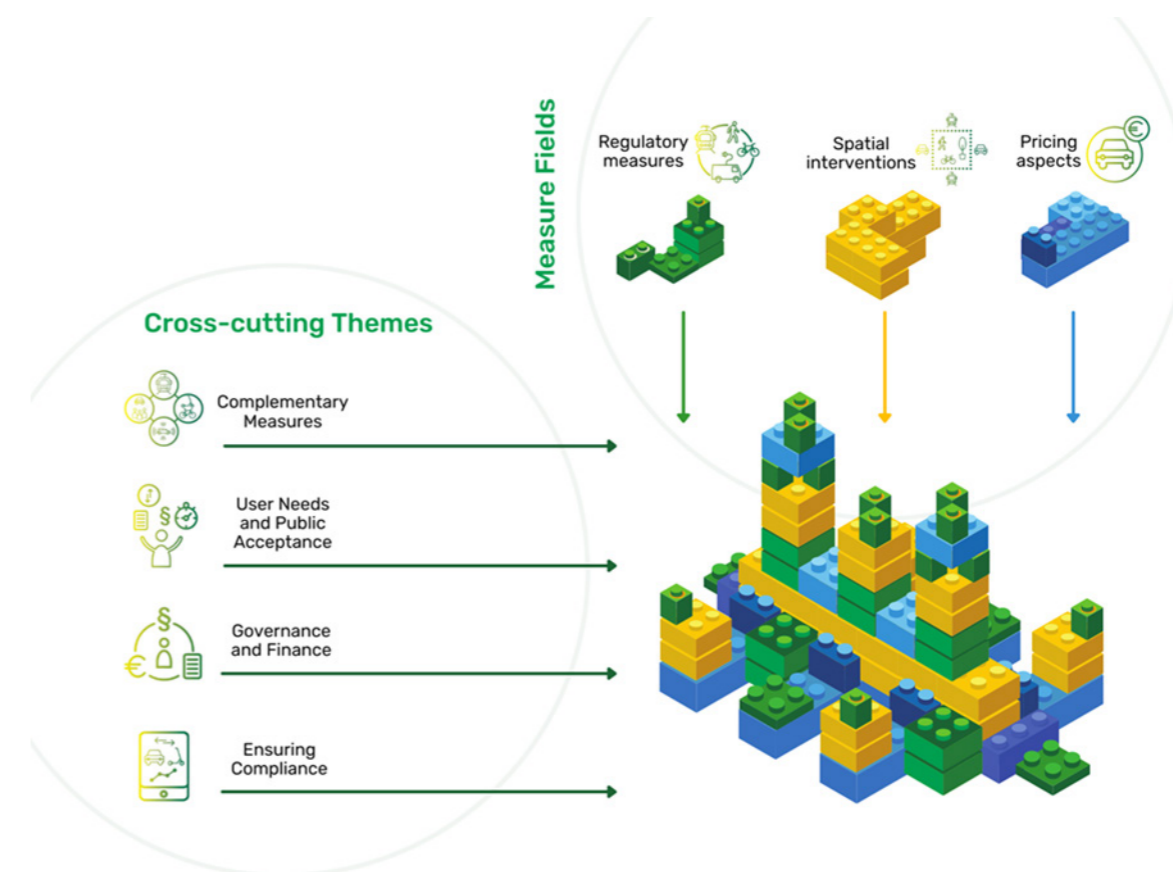 Measure Fields
Regulatory
measures
Spatial
interventions
Pricing
aspects
Cross-cutting Themes
Complementary
Measures
User Needs
and Public
Acceptance
Governance
and Finance
Ensuring
Compliance